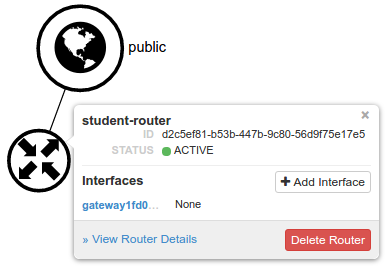 public
×
student-router
ID d2c5ef81-b53b-447b-9c80-56d9f75e17e5
STATUS ACTIVE
Interfaces
+ Add Interface
gateway1fd0... None
» View Router Details
Delete Router